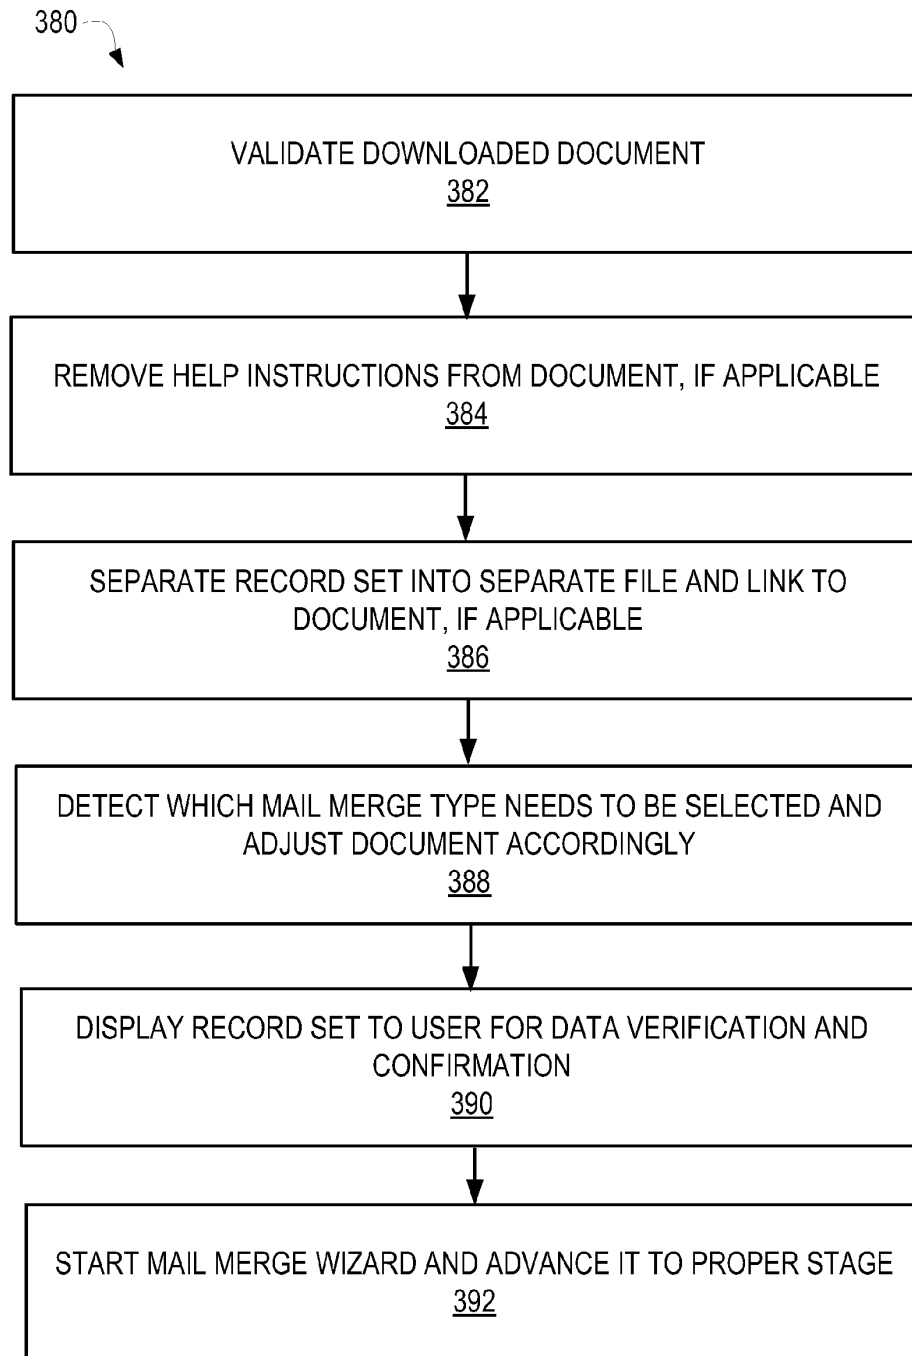 380
VALIDATE DOWNLOADED DOCUMENT
382
REMOVE HELP INSTRUCTIONS FROM DOCUMENT, IF APPLICABLE
384
SEPARATE RECORD SET INTO SEPARATE FILE AND LINK TO
DOCUMENT, IF APPLICABLE
386
DETECT WHICH MAIL MERGE TYPE NEEDS TO BE SELECTED AND
ADJUST DOCUMENT ACCORDINGLY
388
DISPLAY RECORD SET TO USER FOR DATA VERIFICATION AND
CONFIRMATION
390
START MAIL MERGE WIZARD AND ADVANCE IT TO PROPER STAGE
392